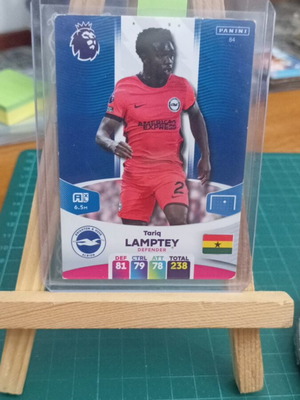 PANINI
84
AMERICAN
EXPRESS
2
6.5M
Tariq
LAMPTEY
DEFENDER
DEF CTRL ATT TOTAL
81 79 78 238